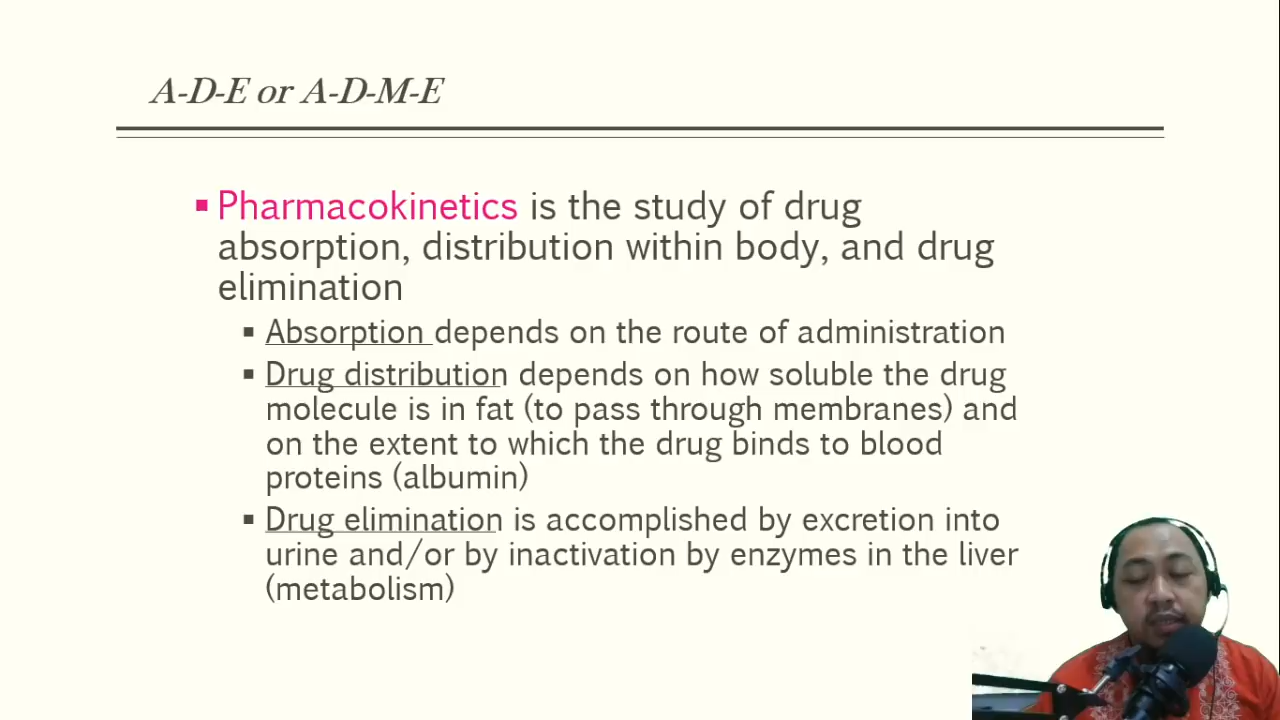 A-D-E or A-D-M-E
▪ Pharmacokinetics is the study of drug
absorption, distribution within body, and drug
elimination
▪ Absorption depends on the route of administration
▪ Drug distribution depends on how soluble the drug
molecule is in fat (to pass through membranes) and
on the extent to which the drug binds to blood
proteins (albumin)
▪ Drug elimination is accomplished by excretion into
urine and/or by inactivation by enzymes in the liver
(metabolism)